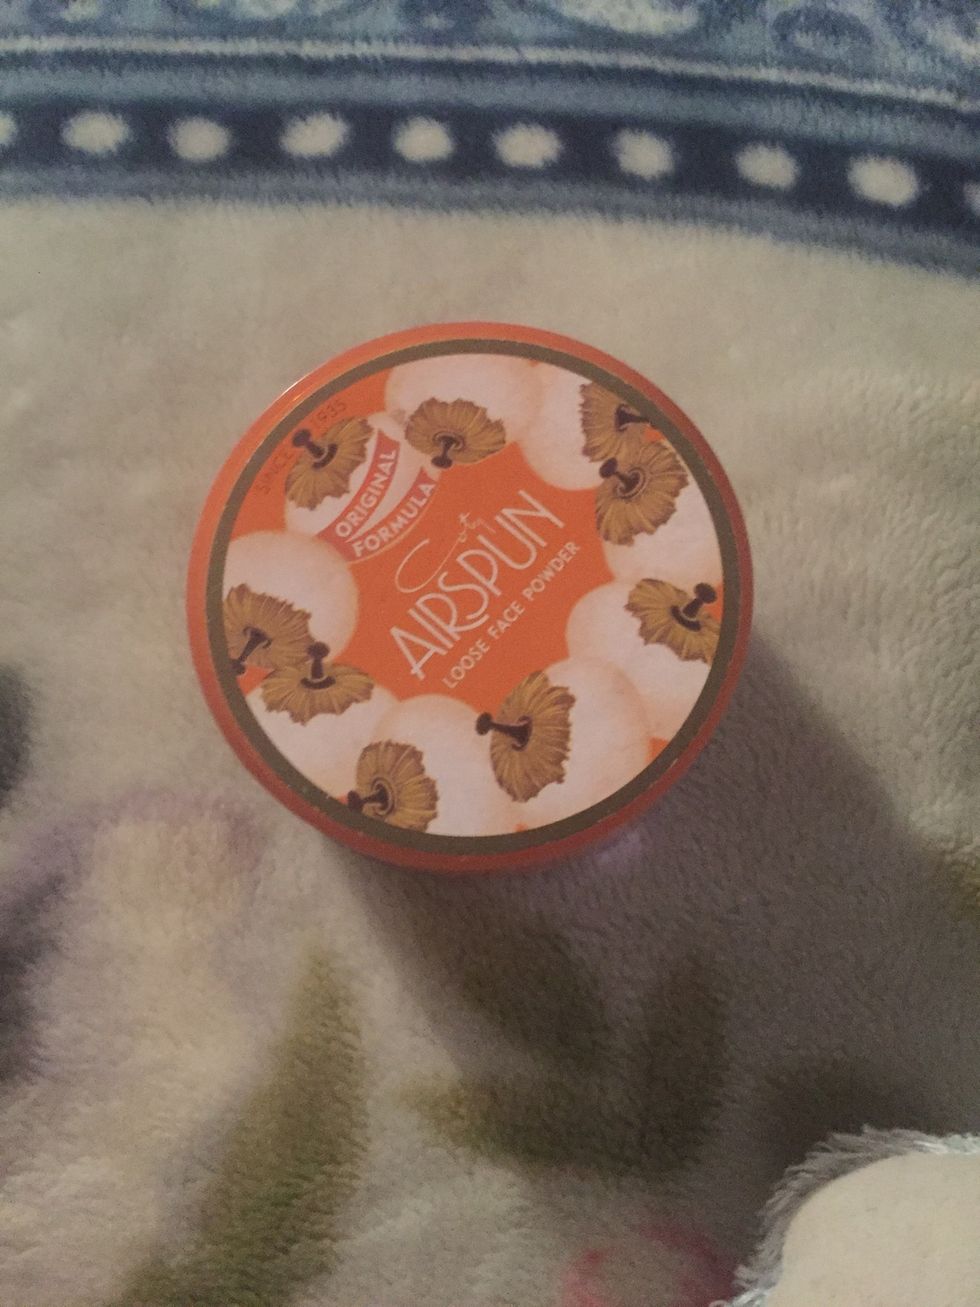 SINCE 1935
ORIGINAL
FORMULA
Coty
AIRSPUN
LOOSE FACE POWDER